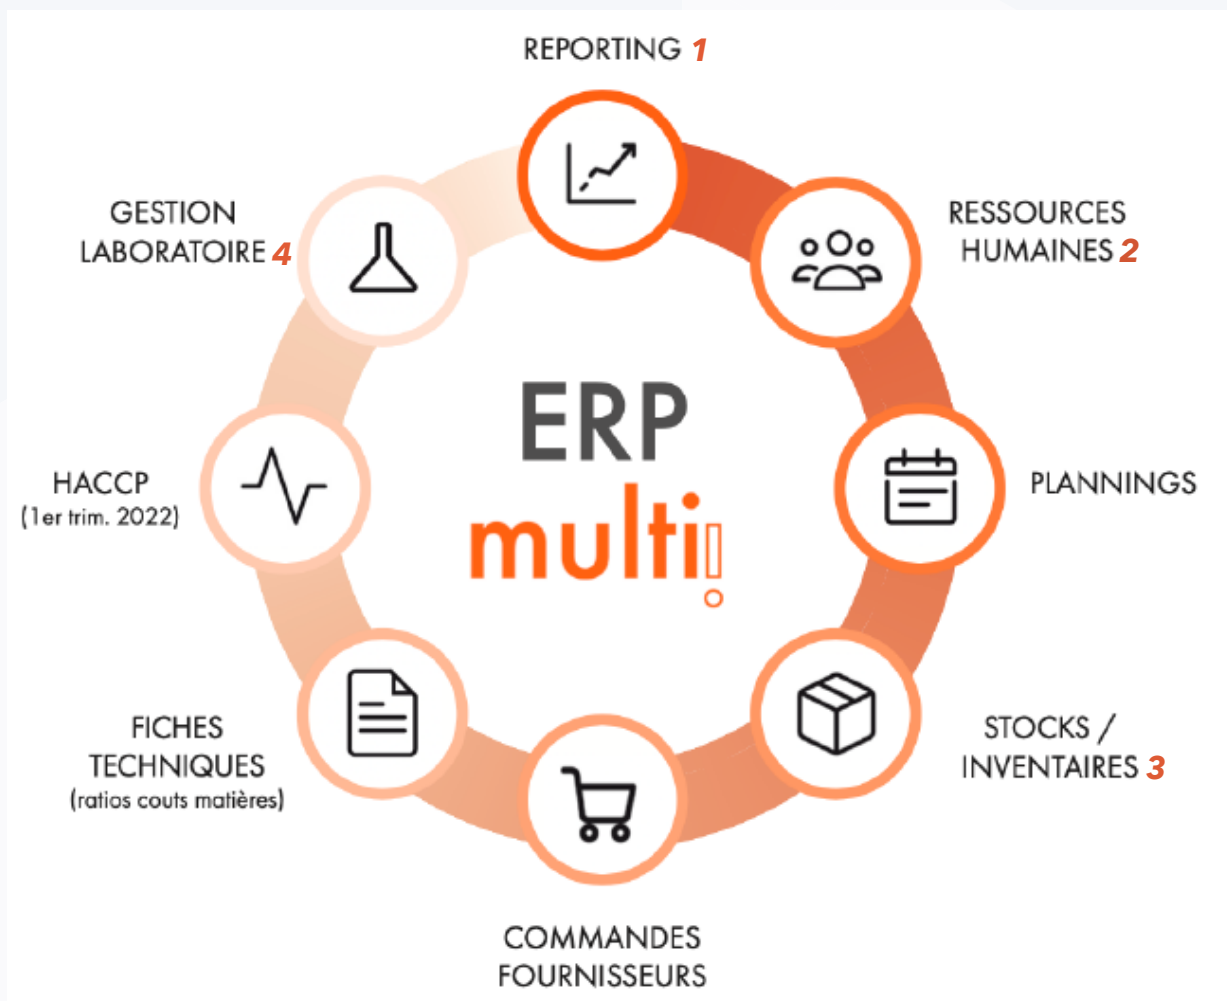 REPORTING 1
RESSOURCES
HUMAINES 2
PLANNINGS
STOCKS /
INVENTAIRES 3
COMMANDES
FOURNISSEURS
FICHES
TECHNIQUES
(ratios couts matières)
HACCP
(1er trim. 2022)
GESTION
LABORATOIRE 4
ERP
multi!